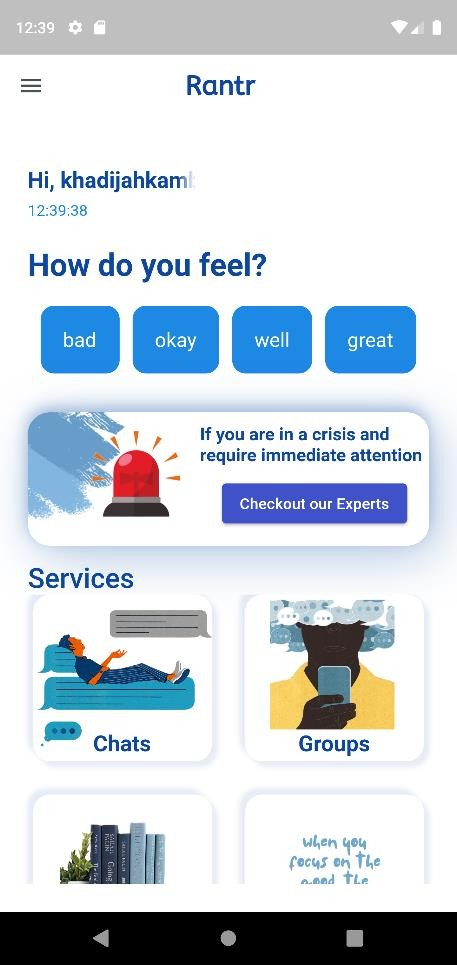 12:39
Rantr
Hi, khadijahkam
12:39:38
How do you feel?
bad
okay
well
great
If you are in a crisis and
require immediate attention
Checkout our Experts
Services
Chats
Groups
when you
focus on the
good the